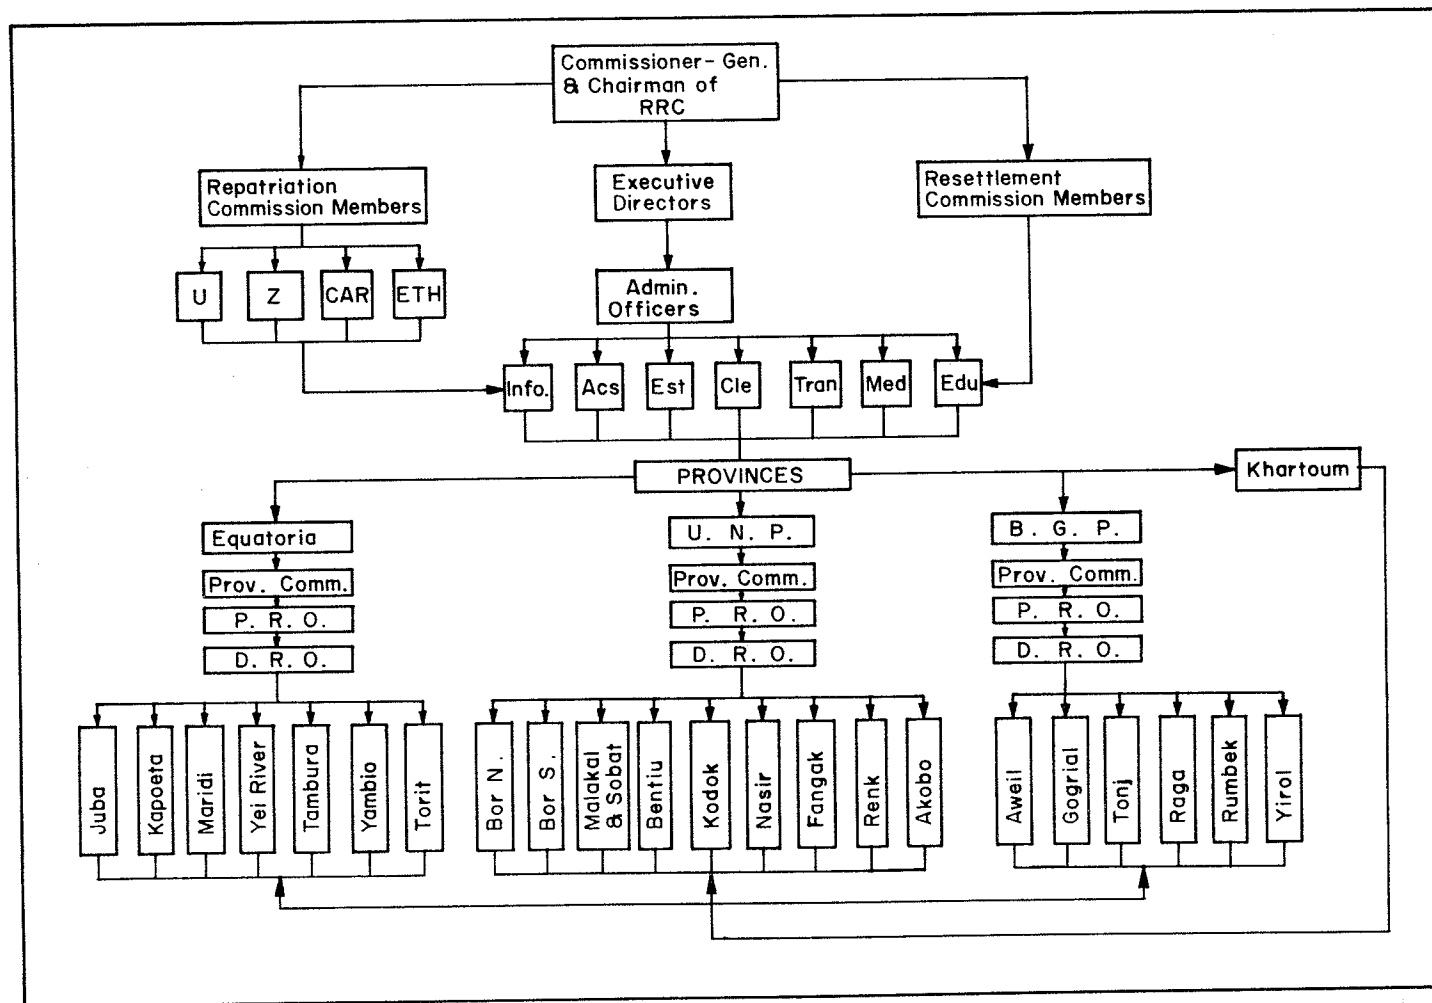 Commissioner-Gen.
& Chairman of
RRC
Repatriation
Commission Members
Executive
Directors
Resettlement
Commission Members
U
Z
CAR
ETH
Admin.
Officers
Info.
Acs
Est
Cle
Tran
Med
Edu
PROVINCES
Khartoum
Equatoria
U. N. P.
B. G. P.
Prov. Comm.
Prov. Comm.
Prov. Comm.
P. R. O.
P. R. O.
P. R. O.
D. R. O.
D. R. O.
D. R. O.
Juba
Kapoeta
Maridi
Yei River
Tambura
Yambio
Torit
Bor N.
Bor S.
Malakal
& Sobat
Bentiu
Kodok
Nasir
Fangak
Renk
Akobo
Aweil
Gogrial
Tonj
Raga
Rumbek
Yirol